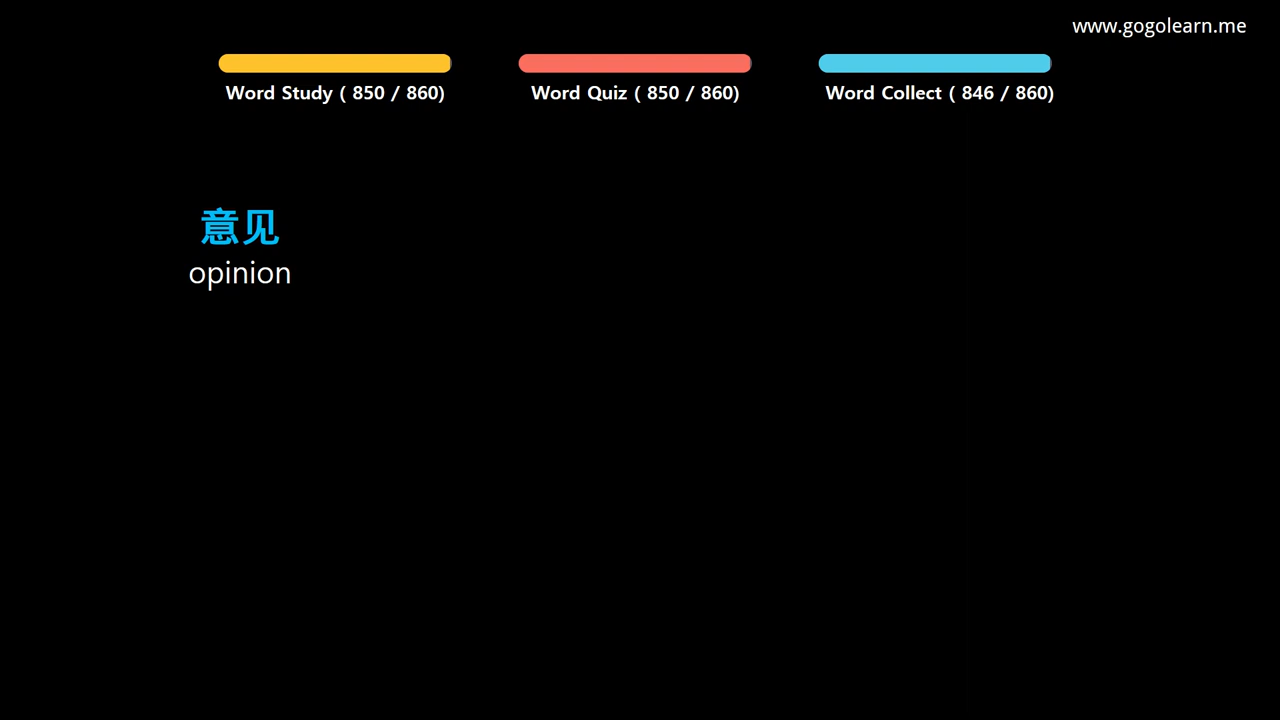 www.gogolearn.me
Word Study ( 850 / 860)
Word Quiz ( 850 / 860)
Word Collect ( 846 / 860)
意见
opinion